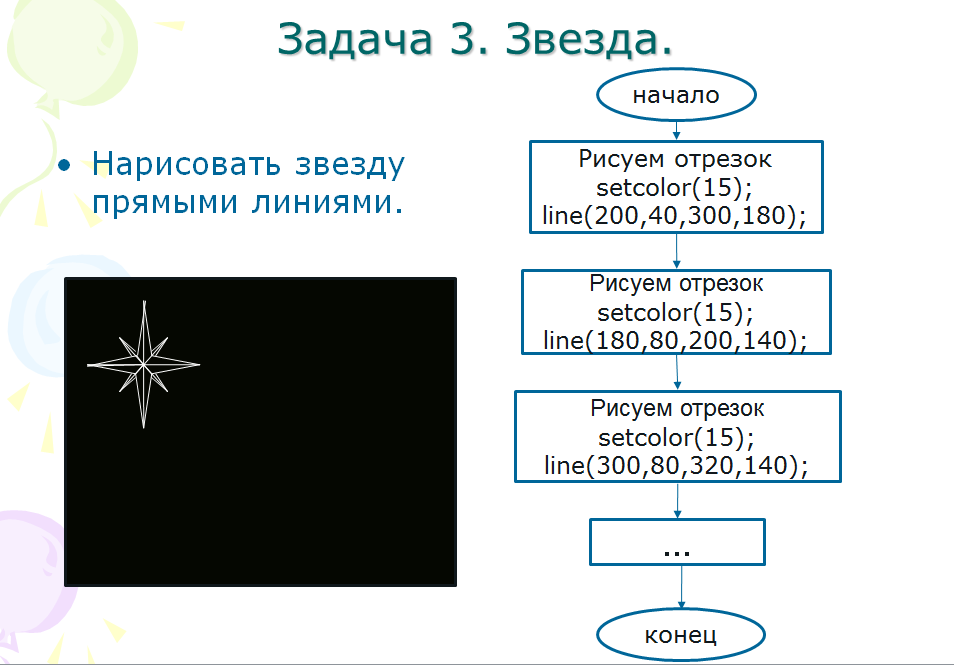 Задача 3. Звезда.
• Нарисовать звезду
прямыми линиями.
начало
Рисуем отрезок
setcolor(15);
line(200,40,300,180);
Рисуем отрезок
setcolor(15);
line(180,80,200,140);
Рисуем отрезок
setcolor(15);
line(300,80,320,140);
...
конец